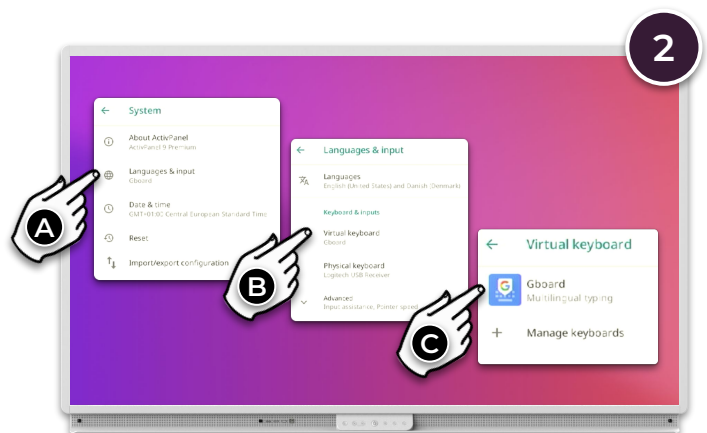 2
System
About ActivPanel
ActivPanel 9 Premium
Languages & input
Gboard
Date & time
GMT+01:00 Central European Standard Time
Reset
Import/export configuration
A
Languages & input
Languages
English (United States) and Danish (Denmark)
Keyboard & inputs
Virtual keyboard
Gboard
Physical keyboard
Logitech USB Receiver
Advanced
Input assistance, Pointer speed
B
Virtual keyboard
Gboard
Multilingual typing
Manage keyboards
C